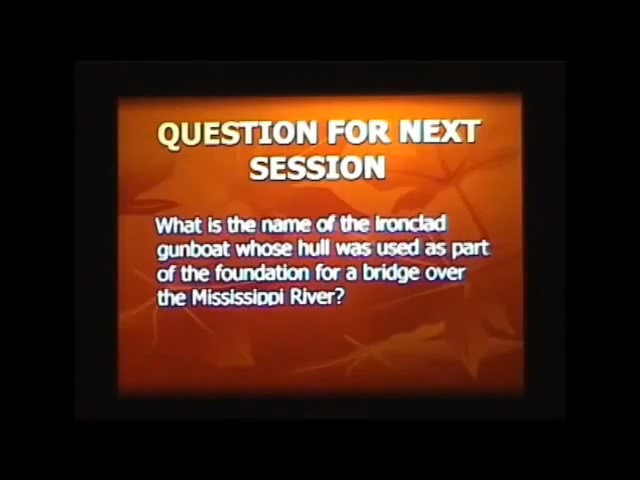 QUESTION FOR NEXT
SESSION
What is the name of the ironclad
gunboat whose hull was used as part
of the foundation for a bridge over
the Mississippi River?